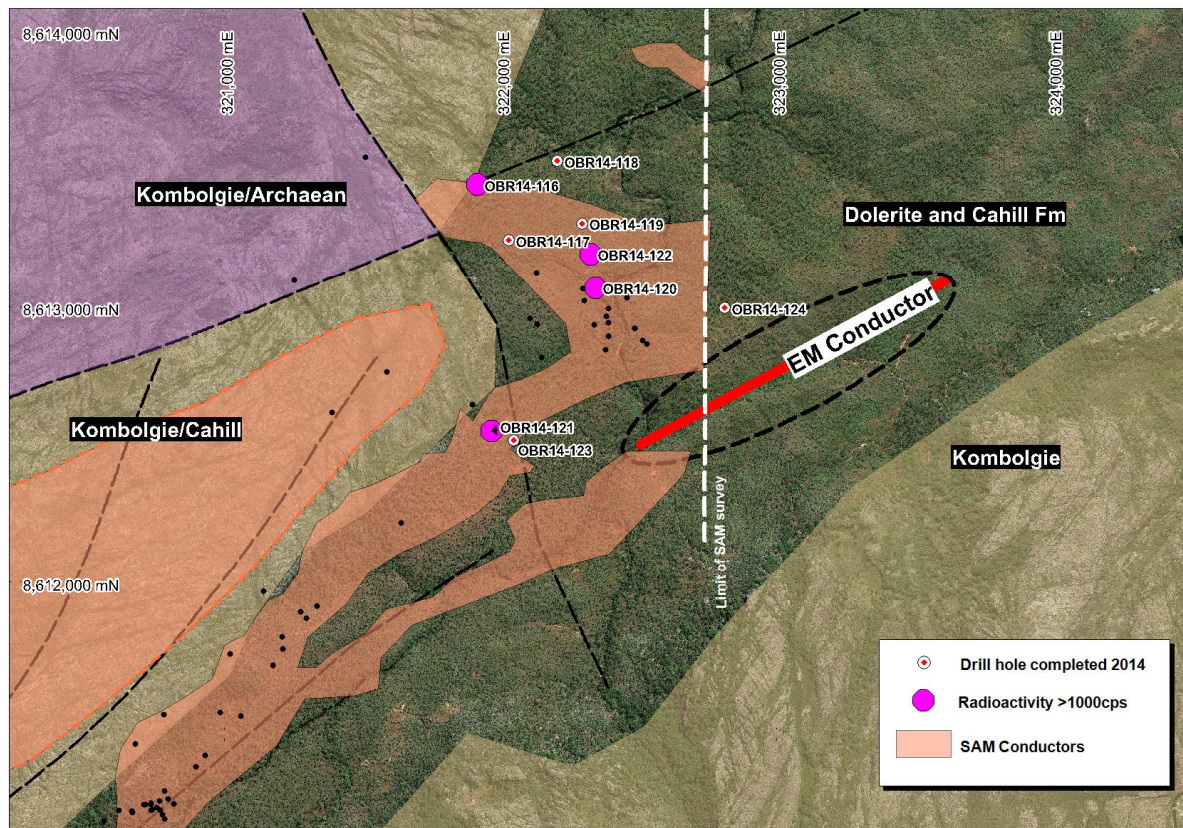 8,614,000 mN
321,000 mE
322,000 mE
323,000 mE
324,000 mE
OBR14-118
OBR14-116
Kombolgie/Archaean
Dolerite and Cahill Fm
OBR14-119
OBR14-117
OBR14-122
OBR14-120
8,613,000 mN
OBR14-124
EM Conductor
Kombolgie/Cahill
OBR14-121
OBR14-123
Kombolgie
Limit of SAM survey
8,612,000 mN
Drill hole completed 2014
Radioactivity >1000cps
SAM Conductors